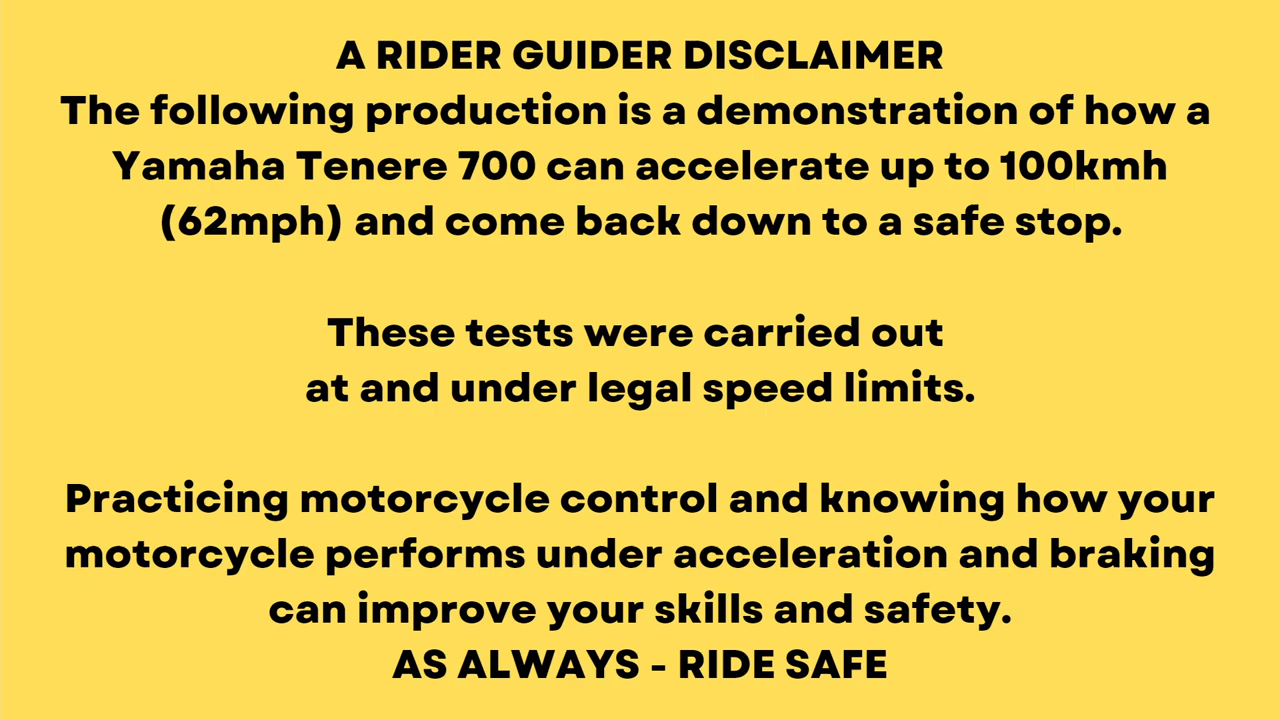 A RIDER GUIDER DISCLAIMER
The following production is a demonstration of how a
Yamaha Tenere 700 can accelerate up to 100kmh
(62mph) and come back down to a safe stop.
These tests were carried out
at and under legal speed limits.
Practicing motorcycle control and knowing how your
motorcycle performs under acceleration and braking
can improve your skills and safety.
AS ALWAYS - RIDE SAFE